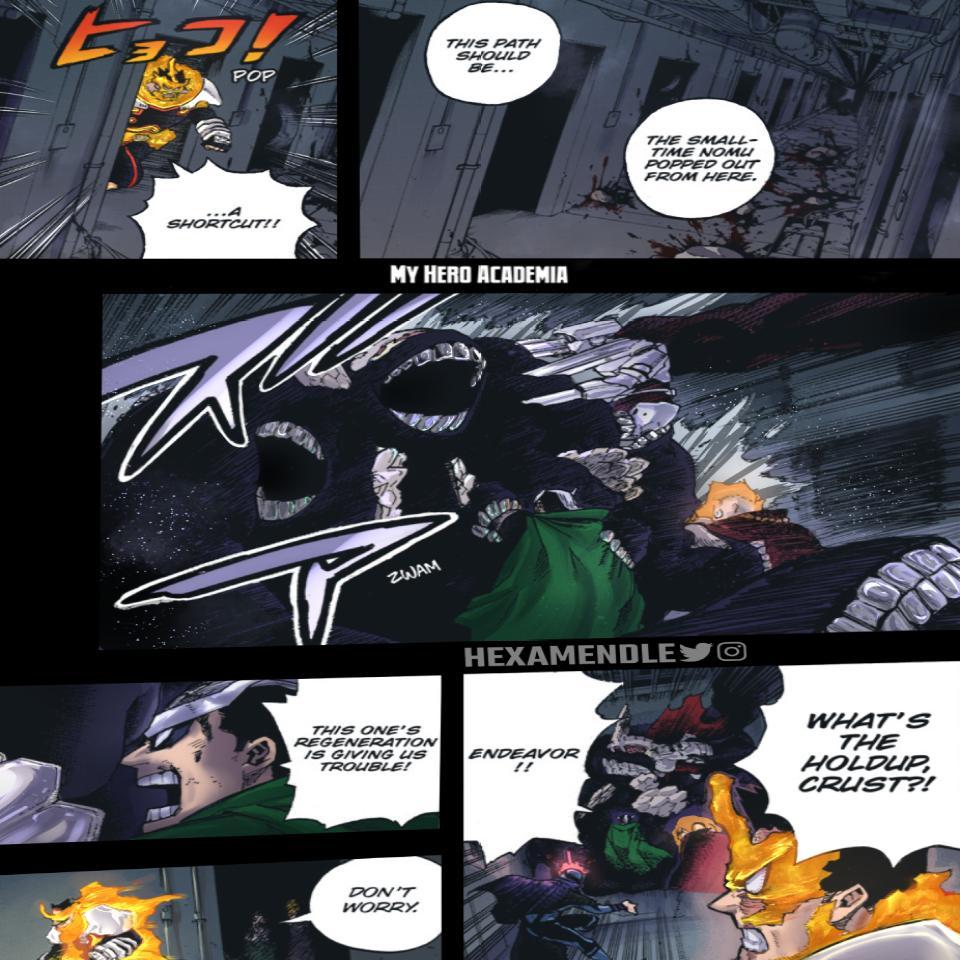 ヒョコ!
POP
...A
SHORTCUT!!
THIS PATH
SHOULD
BE...
THE SMALL-
TIME NOMU
POPPED OUT
FROM HERE.
MY HERO ACADEMIA
ZWAM
HEXAMENDLE
THIS ONE'S
REGENERATION
IS GIVING US
TROUBLE!
ENDEAVOR
!!
WHAT'S
THE
HOLDUP,
CRUST?!
DON'T
WORRY.